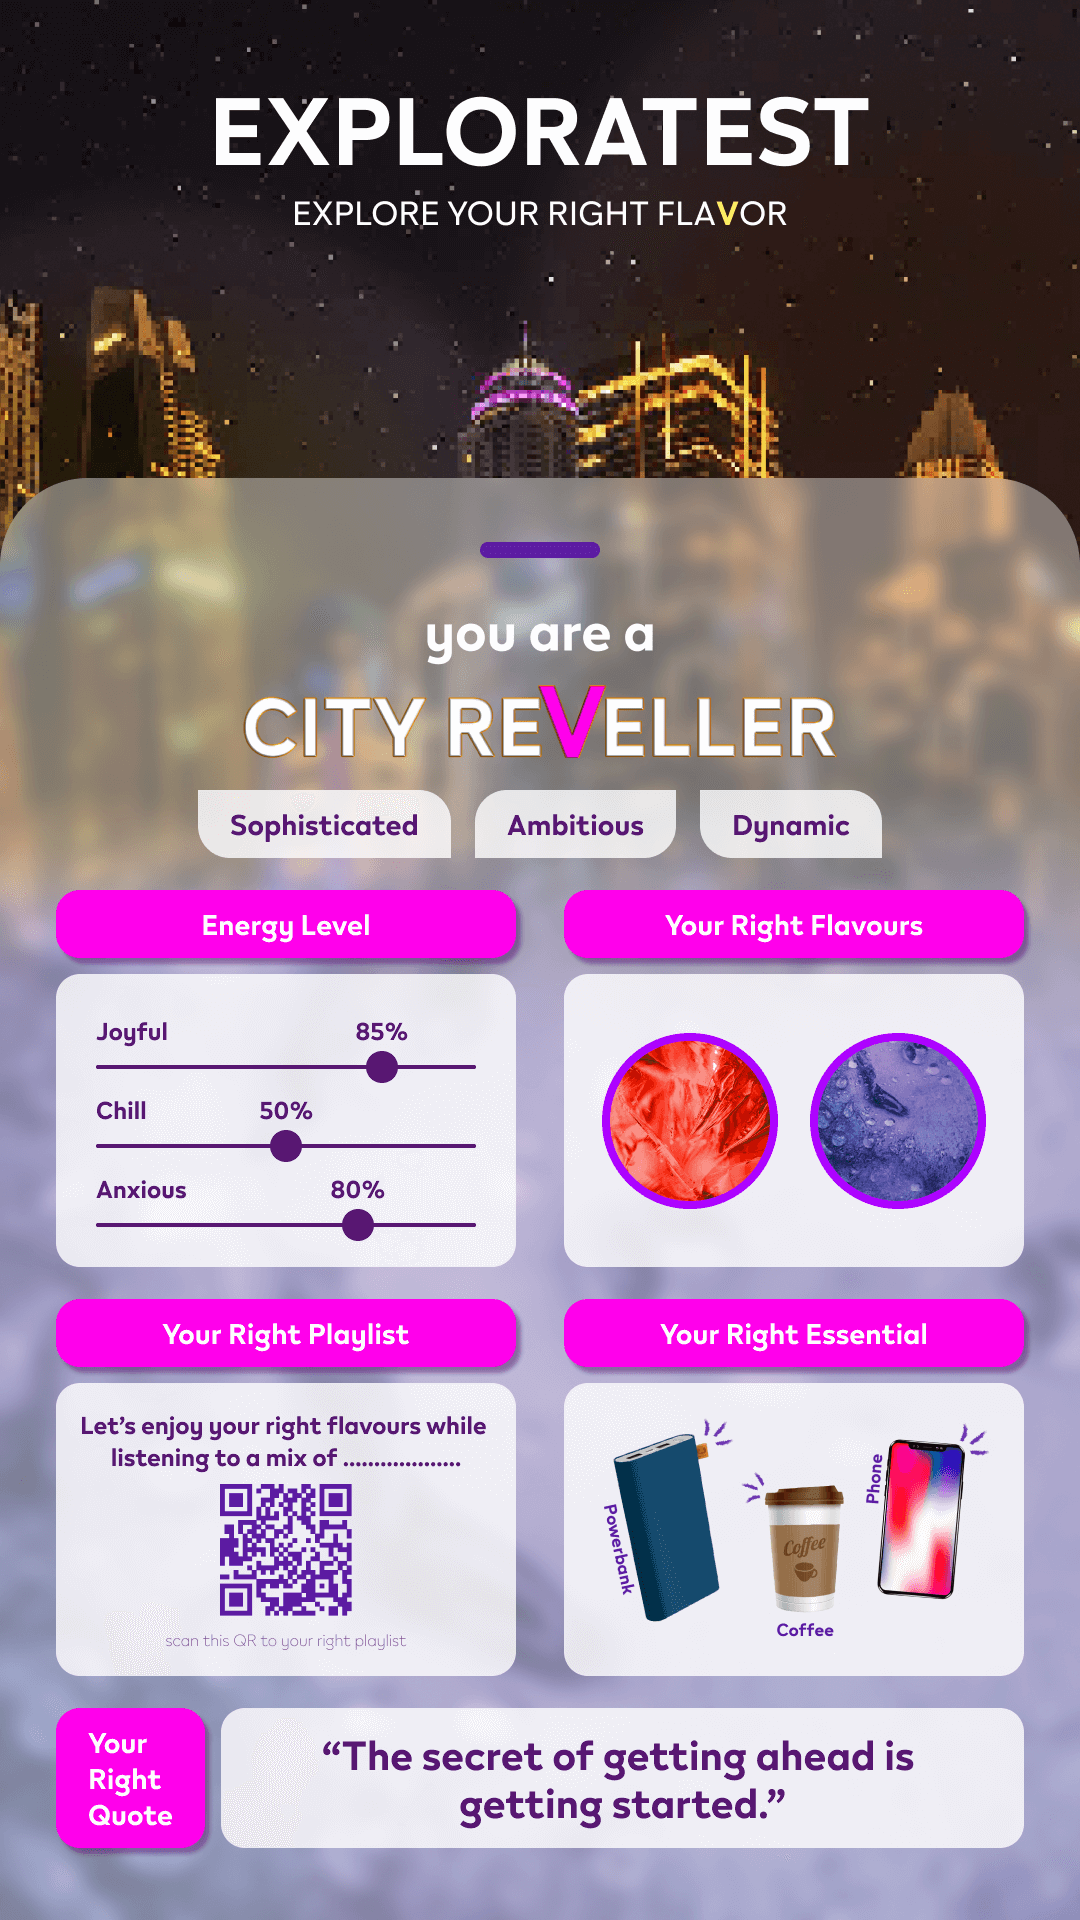 EXPLORATEST
EXPLORE YOUR RIGHT FLAVOR
you are a
CITY REVELLER
Sophisticated
Ambitious
Dynamic
Energy Level
Joyful 85%
Chill 50%
Anxious 80%
Your Right Flavours
Your Right Playlist
Let’s enjoy your right flavours while
listening to a mix of ...................
scan this QR to your right playlist
Your Right Essential
Powerbank
Coffee
Coffee
Phone
Your
Right
Quote
“The secret of getting ahead is
getting started.”